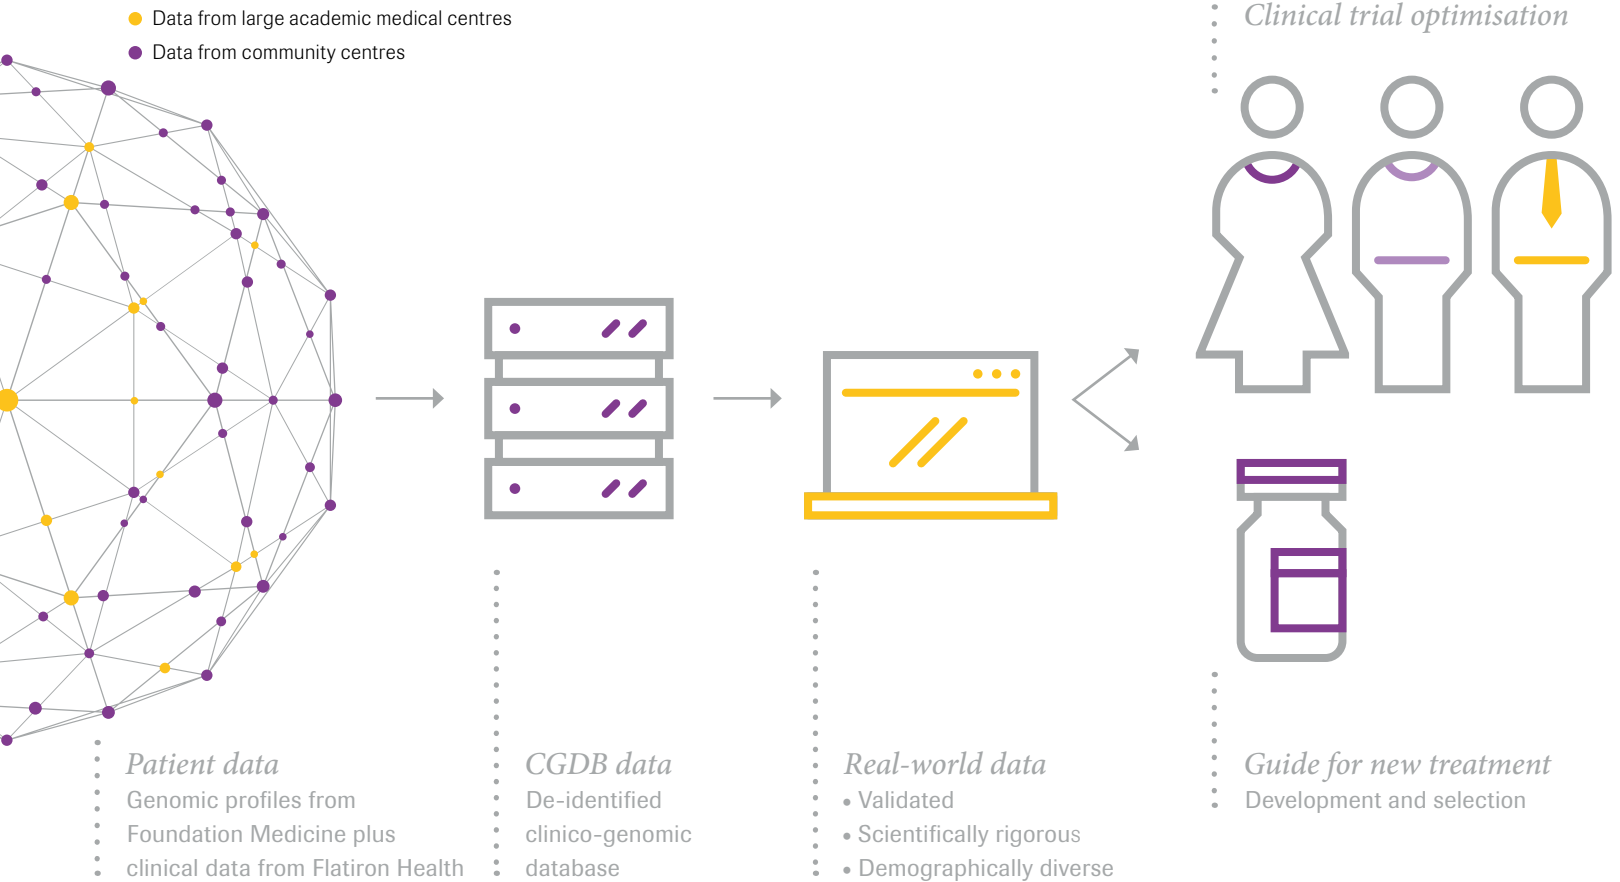 Data from large academic medical centres
Data from community centres
Clinical trial optimisation
Patient data
Genomic profiles from
Foundation Medicine plus
clinical data from Flatiron Health
CGDB data
De-identified
clinico-genomic
database
Real-world data
• Validated
• Scientifically rigorous
• Demographically diverse
Guide for new treatment
Development and selection